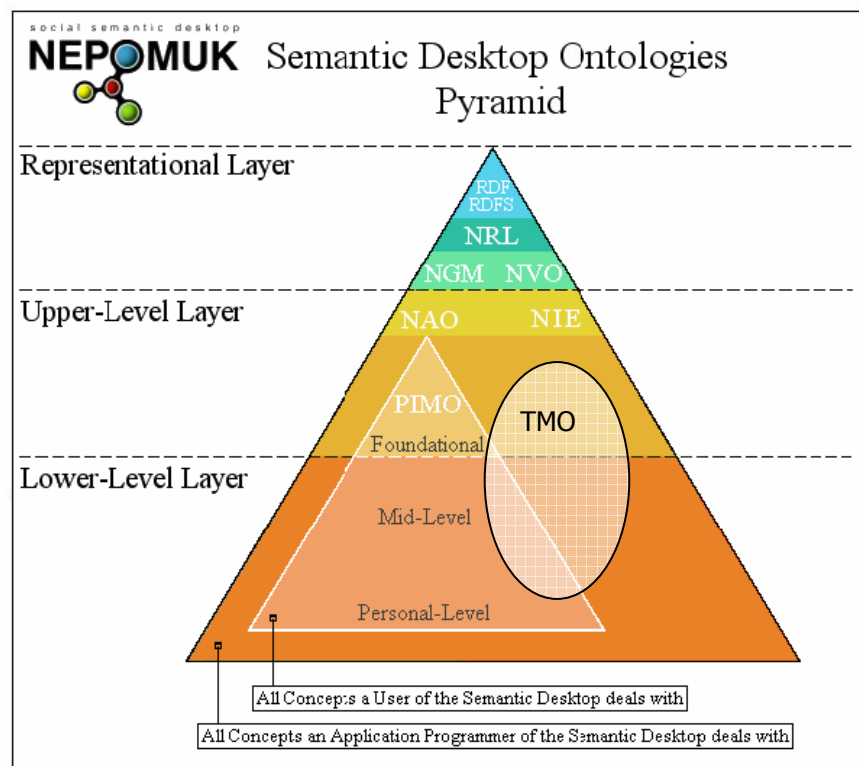 social semantic desktop
NEPOMUK
Semantic Desktop Ontologies
Pyramid
Representational Layer
RDF
RDFS
NRL
NGM NVO
Upper-Level Layer
NAO NIE
PIMO
TMO
Foundational
Lower-Level Layer
Mid-Level
Personal-Level
All Concepts a User of the Semantic Desktop deals with
All Concepts an Application Programmer of the Semantic Desktop deals with